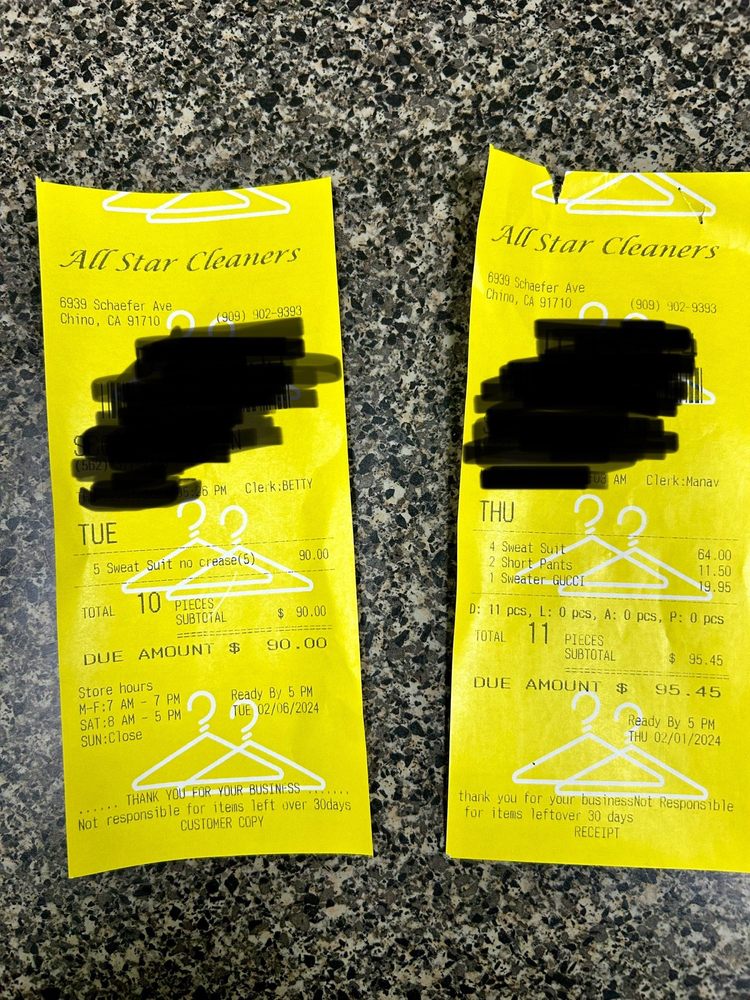 All Star Cleaners
6939 Schaefer Ave
Chino, CA 91710 (909) 902-9393
(562)
PM Clerk:BETTY
TUE
5 Sweat Suit no crease(5) 90.00
TOTAL 10 PIECES
SUBTOTAL $ 90.00
DUE AMOUNT $ 90.00
Store hours
M-F:7 AM - 7 PM
SAT:8 AM - 5 PM
SUN:Close
Ready By 5 PM
TUE 02/06/2024
...... THANK YOU FOR YOUR BUSINESS .......
Not responsible for items left over 30days
CUSTOMER COPY
All Star Cleaners
6939 Schaefer Ave
Chino, CA 91710 (909) 902-9393
AM Clerk:Manav
THU
4 Sweat Suit 64.00
2 Short Pants 11.50
1 Sweater GUCCI 19.95
D: 11 pcs, L: 0 pcs, A: 0 pcs, P: 0 pcs
TOTAL 11 PIECES
SUBTOTAL $ 95.45
DUE AMOUNT $ 95.45
Ready By 5 PM
THU 02/01/2024
thank you for your businessNot Responsible
for items leftover 30 days
RECEIPT